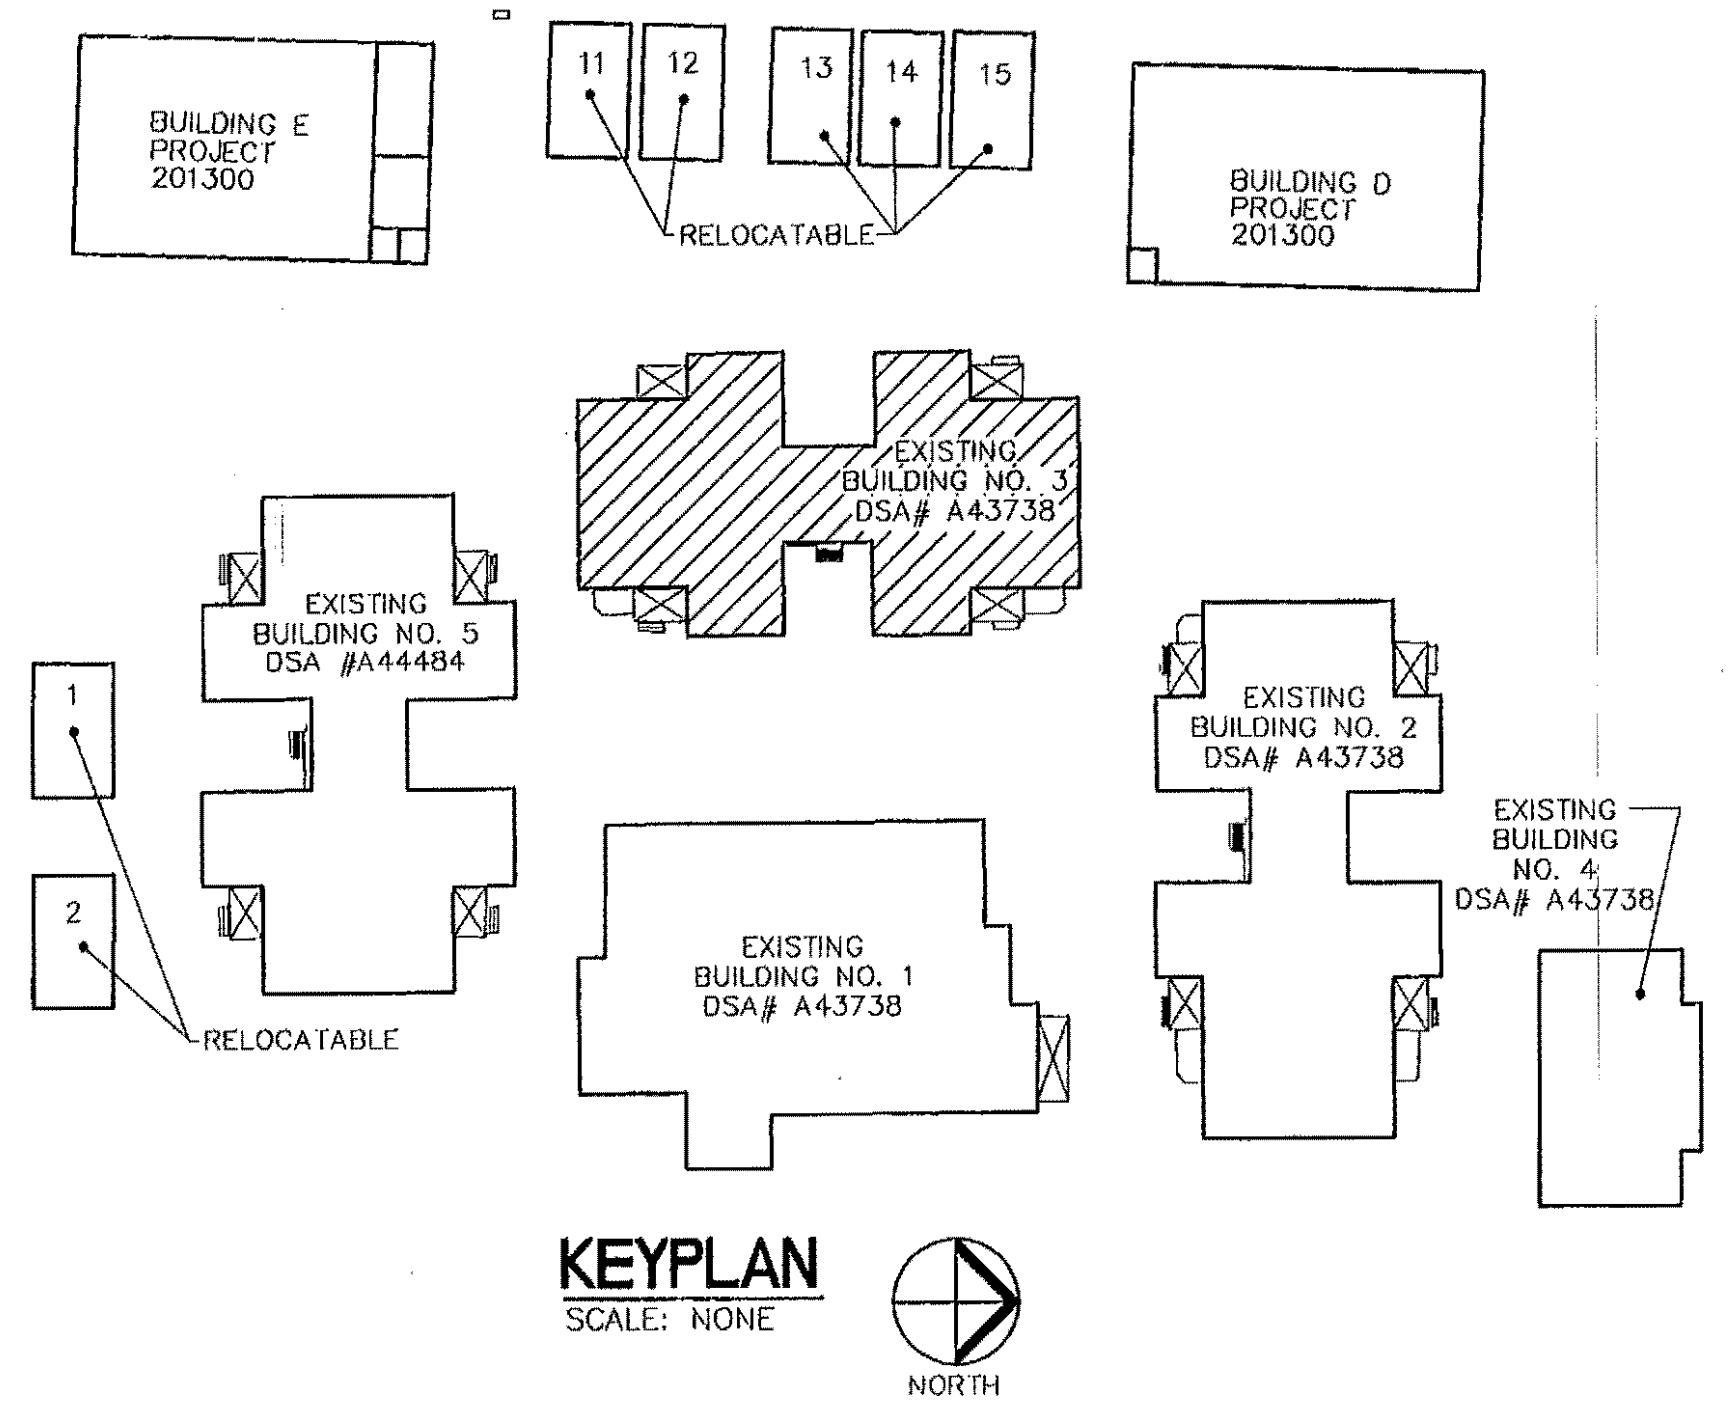 BUILDING E
PROJECT
201300
11
12
13
14
15
RELOCATABLE
BUILDING D
PROJECT
201300
EXISTING
BUILDING NO. 3
DSA# A43738
EXISTING
BUILDING NO. 5
DSA #A44484
1
2
RELOCATABLE
EXISTING
BUILDING NO. 2
DSA# A43738
EXISTING
BUILDING
NO. 4
DSA# A43738
EXISTING
BUILDING NO. 1
DSA# A43738
KEYPLAN
SCALE: NONE
NORTH